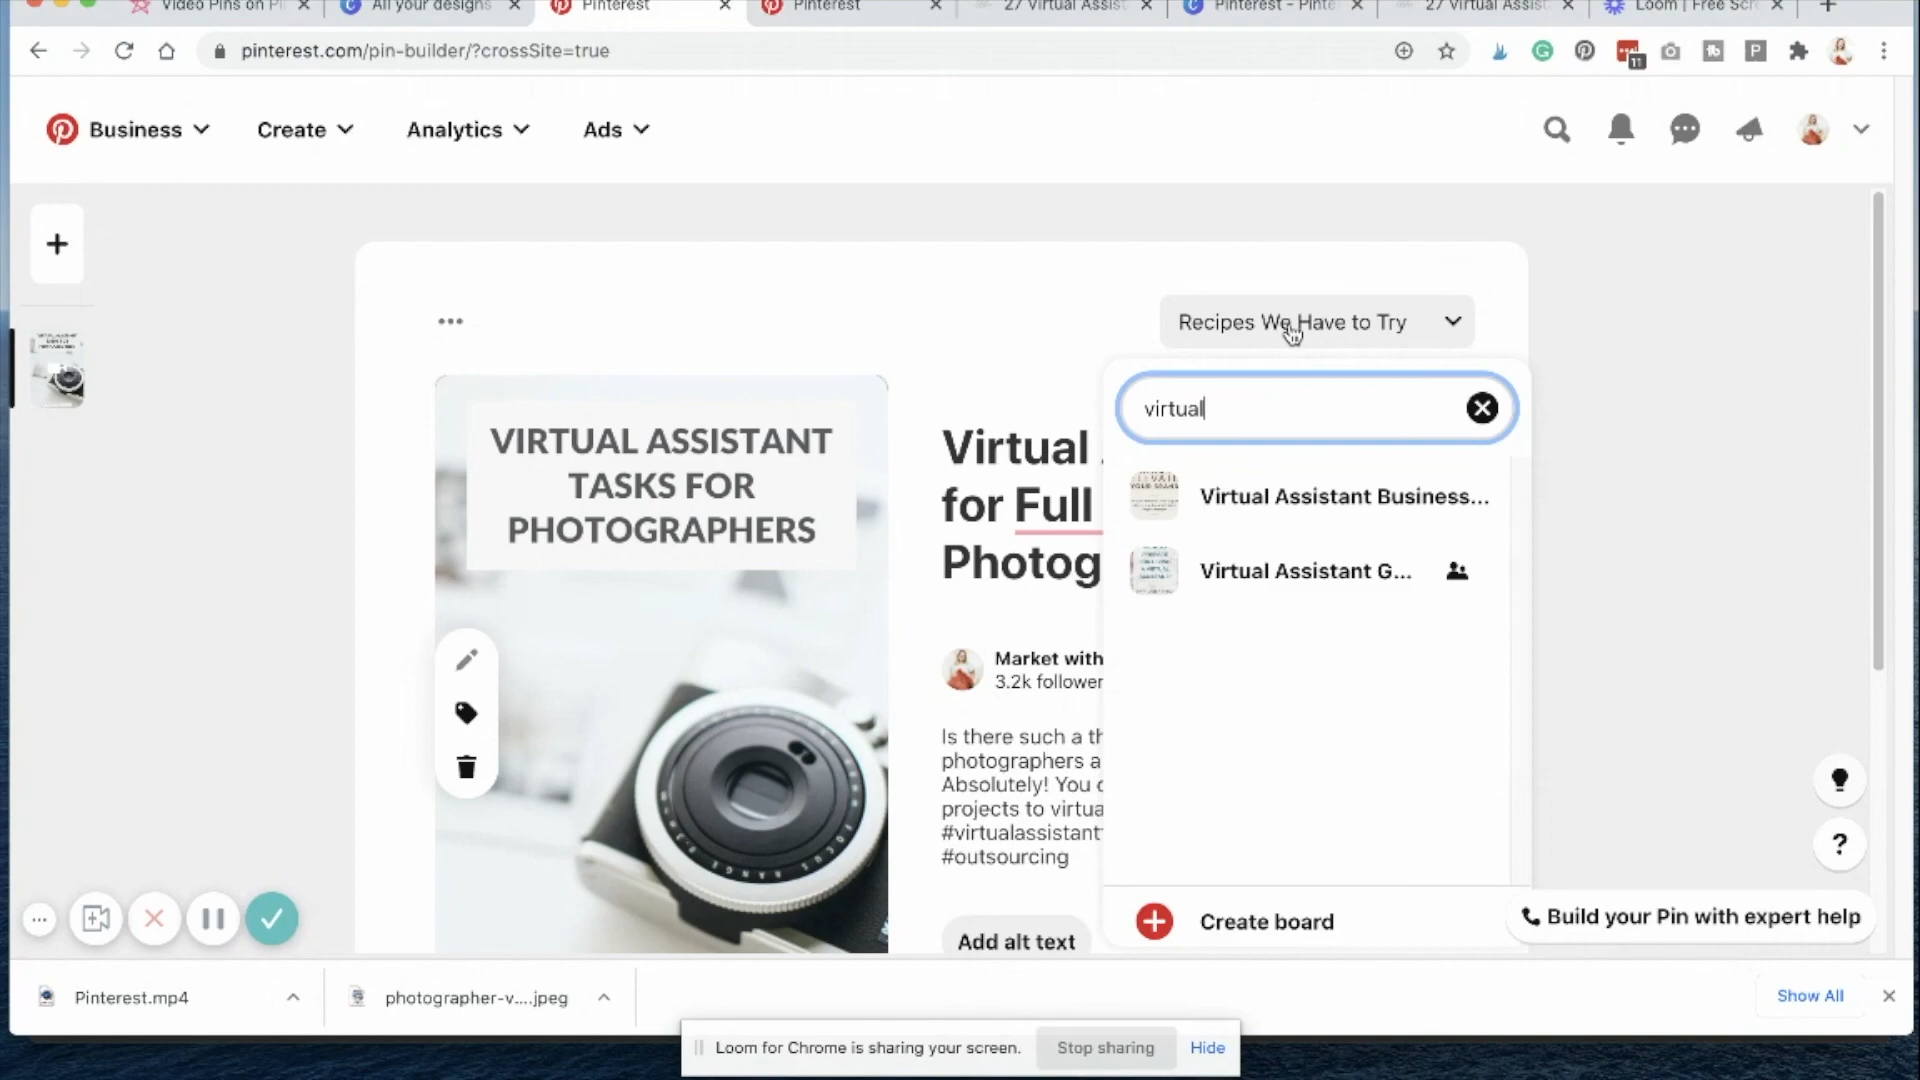 Video Pins on Pi
All your designs
Pinterest
Pinterest
27 Virtual Assist
Pinterest - Pinte
27 Virtual Assist
Loom | Free Scre
pinterest.com/pin-builder/?crossSite=true
11
Business
Create
Analytics
Ads
Recipes We Have to Try
virtual
Virtual Assistant Business...
Virtual Assistant G...
Create board
VIRTUAL ASSISTANT
TASKS FOR
PHOTOGRAPHERS
Virtual
for Full
Photog
Market with
3.2k follower
Is there such a th
photographers a
Absolutely! You c
projects to virtua
#virtualassistant
#outsourcing
Add alt text
Build your Pin with expert help
Pinterest.mp4
photographer-v....jpeg
Show All
Loom for Chrome is sharing your screen.
Stop sharing
Hide